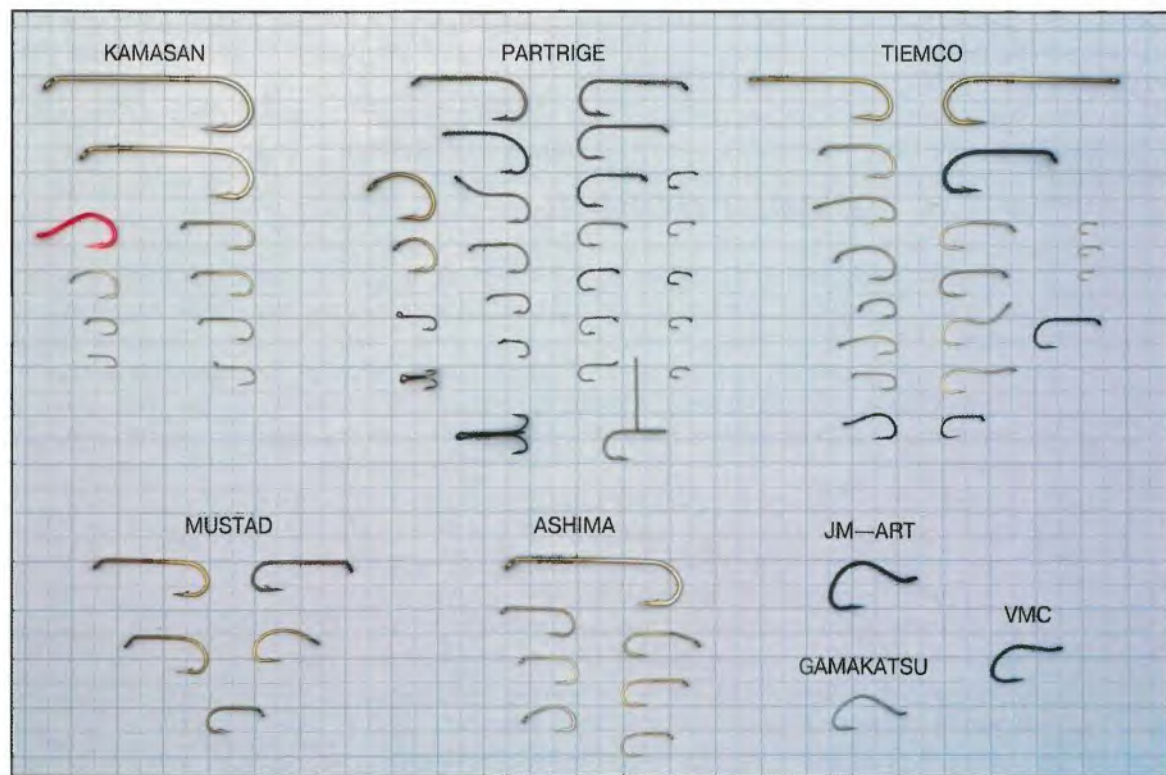 KAMASAN
PARTRIGE
TIEMCO
MUSTAD
ASHIMA
JM—ART
VMC
GAMAKATSU